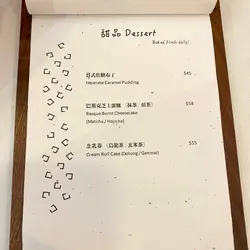 甜品 Dessert
Baked fresh daily!
日式焦糖布丁 $45
Japanese Caramel Pudding
巴斯克芝士蛋糕 (抹茶 / 焙茶) $58
Basque Burnt Cheesecake
(Matcha / Hojicha)
生乳卷 (烏龍茶 / 玄米茶) $55
Cream Roll Cake (Oolong / Genmai)